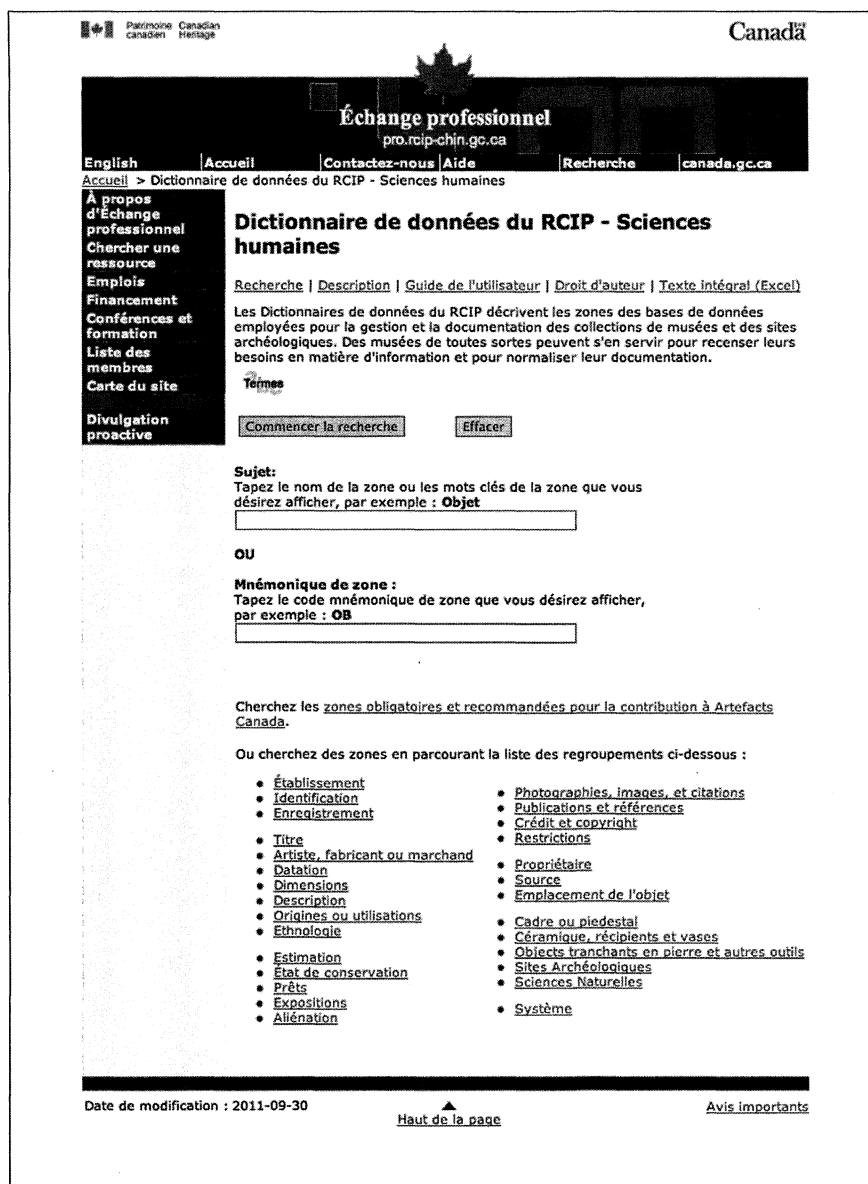 Patrimoine Canadian
canadien Heritage
Canada
Échange professionnel
pro.rcip-chin.gc.ca
English Accueil Contactez-nous Aide Recherche canada.gc.ca
Accueil > Dictionnaire de données du RCIP - Sciences humaines
À propos
d'Échange
professionnel
Chercher une
ressource
Emplois
Financement
Conférences et
formation
Liste des
membres
Carte du site
Divulgation
proactive
Dictionnaire de données du RCIP - Sciences
humaines
Recherche | Description | Guide de l'utilisateur | Droit d'auteur | Texte intégral (Excel)
Les Dictionnaires de données du RCIP décrivent les zones des bases de données
employées pour la gestion et la documentation des collections de musées et des sites
archéologiques. Des musées de toutes sortes peuvent s'en servir pour recenser leurs
besoins en matière d'information et pour normaliser leur documentation.
Termes
Commencer la recherche Effacer
Sujet:
Tapez le nom de la zone ou les mots clés de la zone que vous
désirez afficher, par exemple : Objet
OU
Mnémonique de zone :
Tapez le code mnémonique de zone que vous désirez afficher,
par exemple : OB
Cherchez les zones obligatoires et recommandées pour la contribution à Artefacts
Canada.
Ou cherchez des zones en parcourant la liste des regroupements ci-dessous :
• Établissement
• Identification
• Enregistrement
• Titre
• Artiste, fabricant ou marchand
• Datation
• Dimensions
• Description
• Origines ou utilisations
• Ethnologie
• Estimation
• État de conservation
• Prêts
• Expositions
• Aliénation
• Photographies, images, et citations
• Publications et références
• Crédit et copyright
• Restrictions
• Propriétaire
• Source
• Emplacement de l'objet
• Cadre ou piedestal
• Céramique, récipients et vases
• Objects tranchants en pierre et autres outils
• Sites Archéologiques
• Sciences Naturelles
• Système
Date de modification : 2011-09-30
Haut de la page
Avis importants